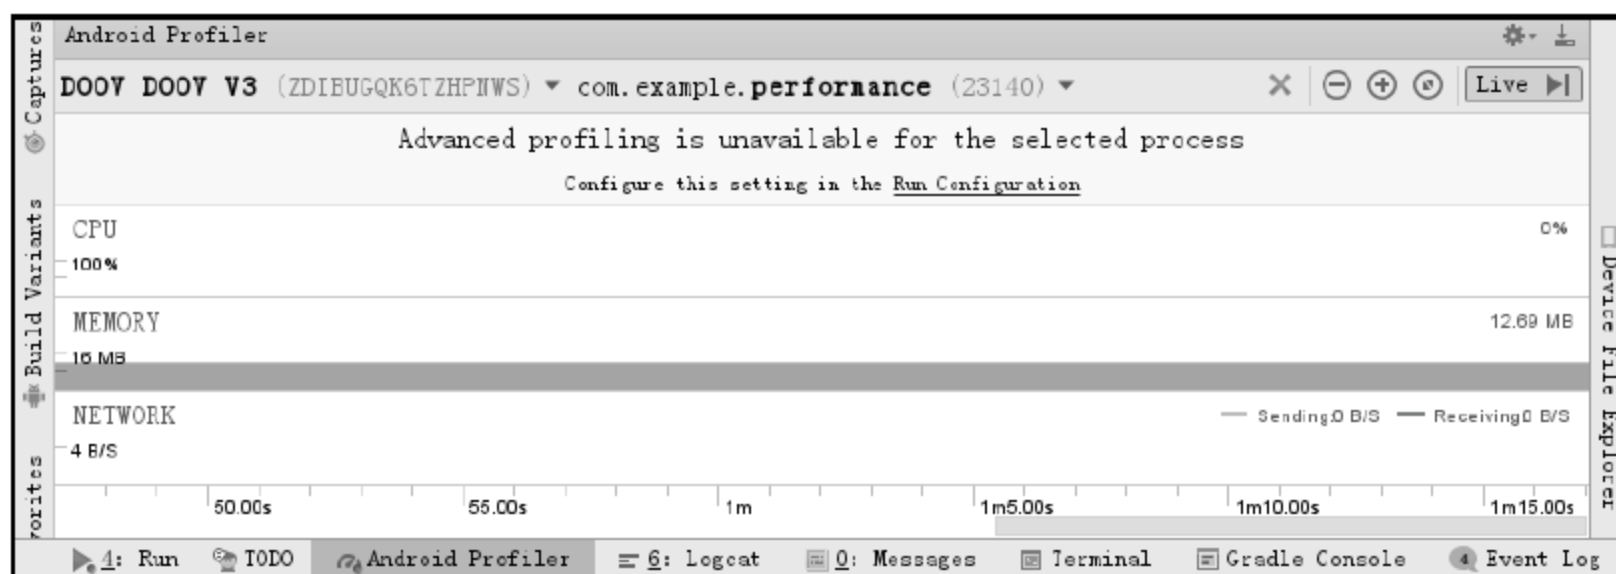 Android Profiler
DOOV DOOV V3 (ZDIBUGQK6TZHPNWS) com.example.performance (23140) Live
Advanced profiling is unavailable for the selected process
Configure this setting in the Run Configuration
CPU 0%
100%
MEMORY 12.69 MB
16 MB
NETWORK Sending:0 B/S Receiving:0 B/S
4 B/S
50.00s 55.00s 1m 1m5.00s 1m10.00s 1m15.00s
4: Run TODO Android Profiler 6: Logcat 0: Messages Terminal Gradle Console 4 Event Log
Captures
Build Variants
vorites
Device File Explorer